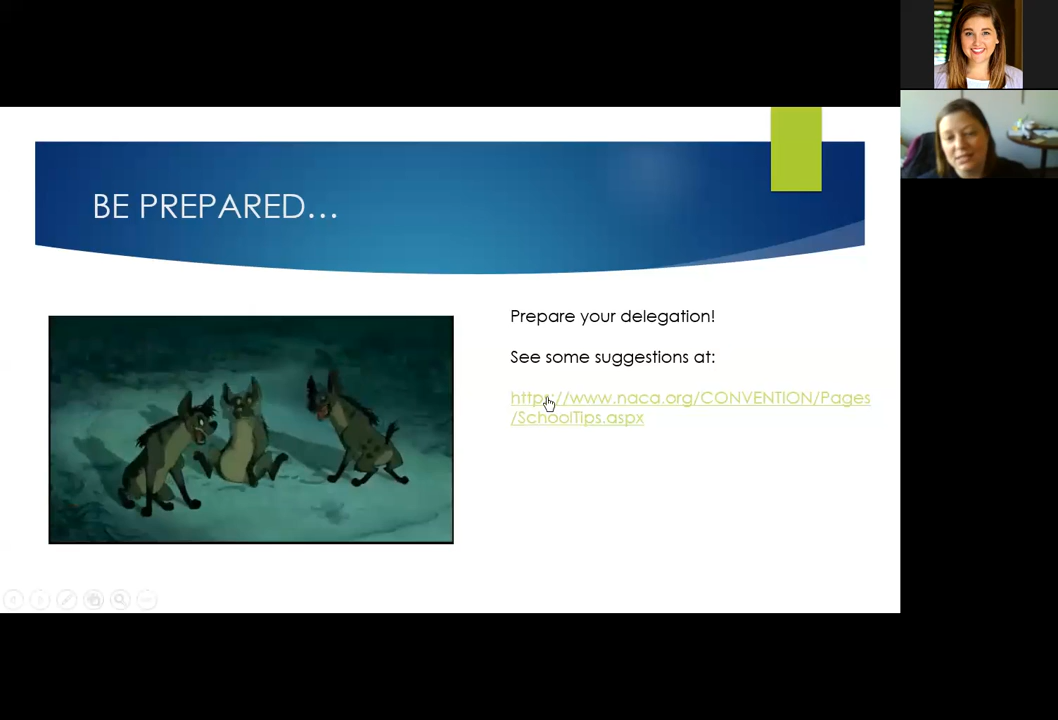 BE PREPARED…
Prepare your delegation!
See some suggestions at:
http://www.naca.org/CONVENTION/Pages
/SchoolTips.aspx